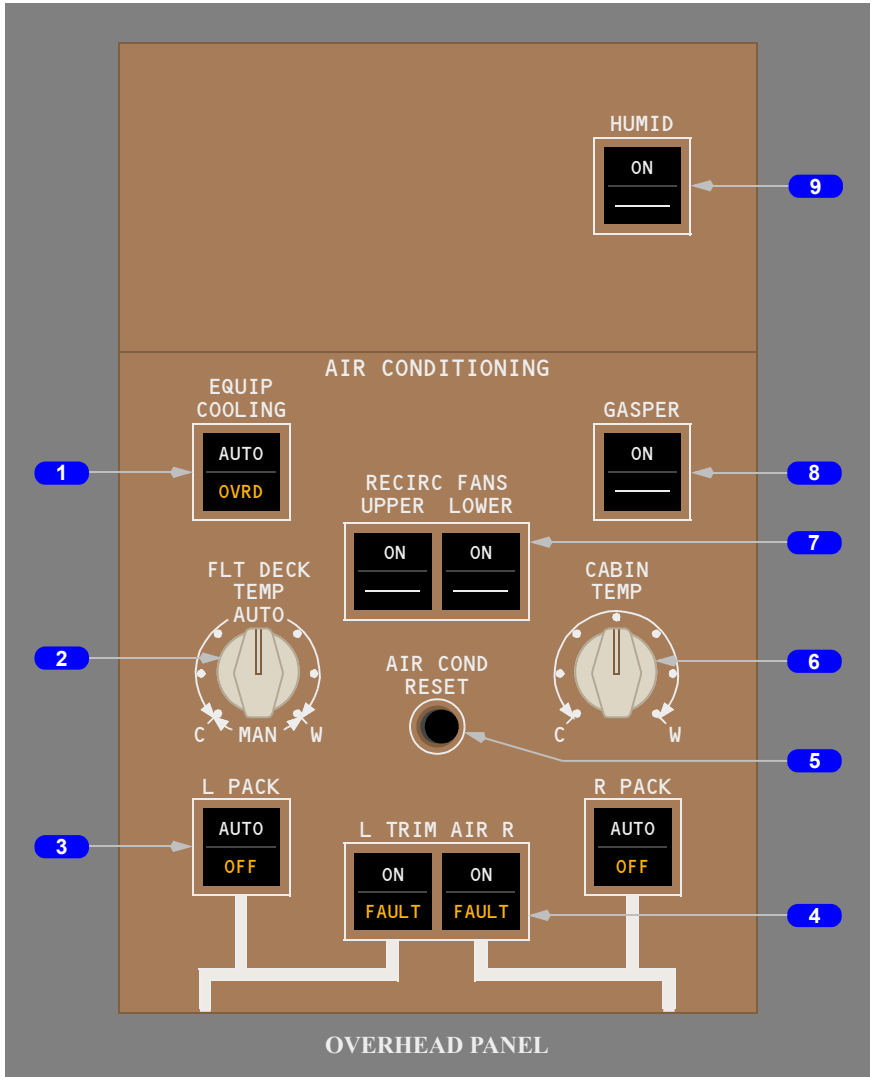 HUMID
ON
9
AIR CONDITIONING
EQUIP
COOLING
AUTO
OVRD
1
GASPER
ON
8
RECIRC FANS
UPPER LOWER
ON ON
7
FLT DECK
TEMP
AUTO
C MAN W
2
CABIN
TEMP
C W
6
AIR COND
RESET
5
L PACK
AUTO
OFF
3
L TRIM AIR R
ON ON
FAULT FAULT
4
R PACK
AUTO
OFF
OVERHEAD PANEL